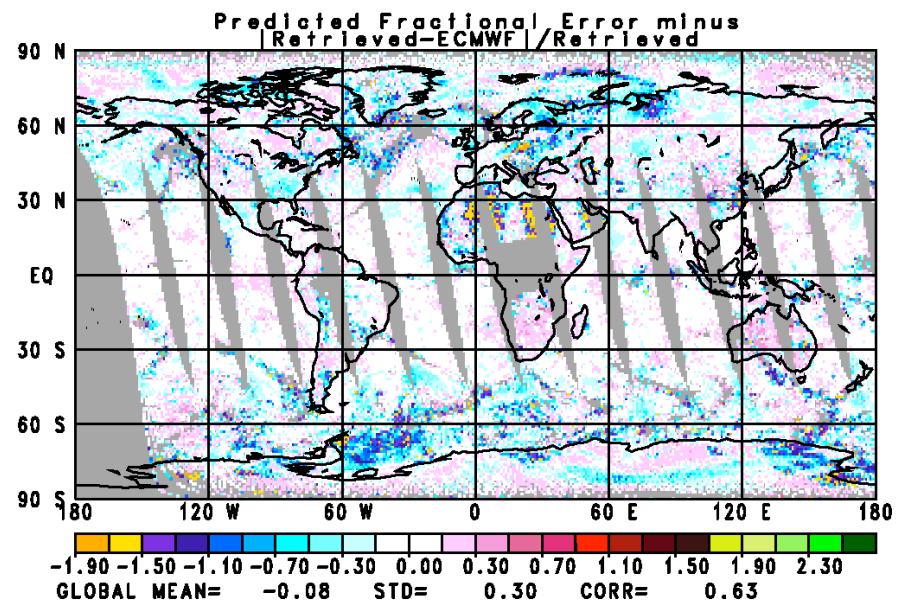 Predicted Fractional Error minus
|Retrieved-ECMWF|/Retrieved
90 N
60 N
30 N
EQ
30 S
60 S
90 S
180 120 W 60 W 0 60 E 120 E 180
-1.90 -1.50 -1.10 -0.70 -0.30 0.00 0.30 0.70 1.10 1.50 1.90 2.30
GLOBAL MEAN= -0.08 STD= 0.30 CORR= 0.63